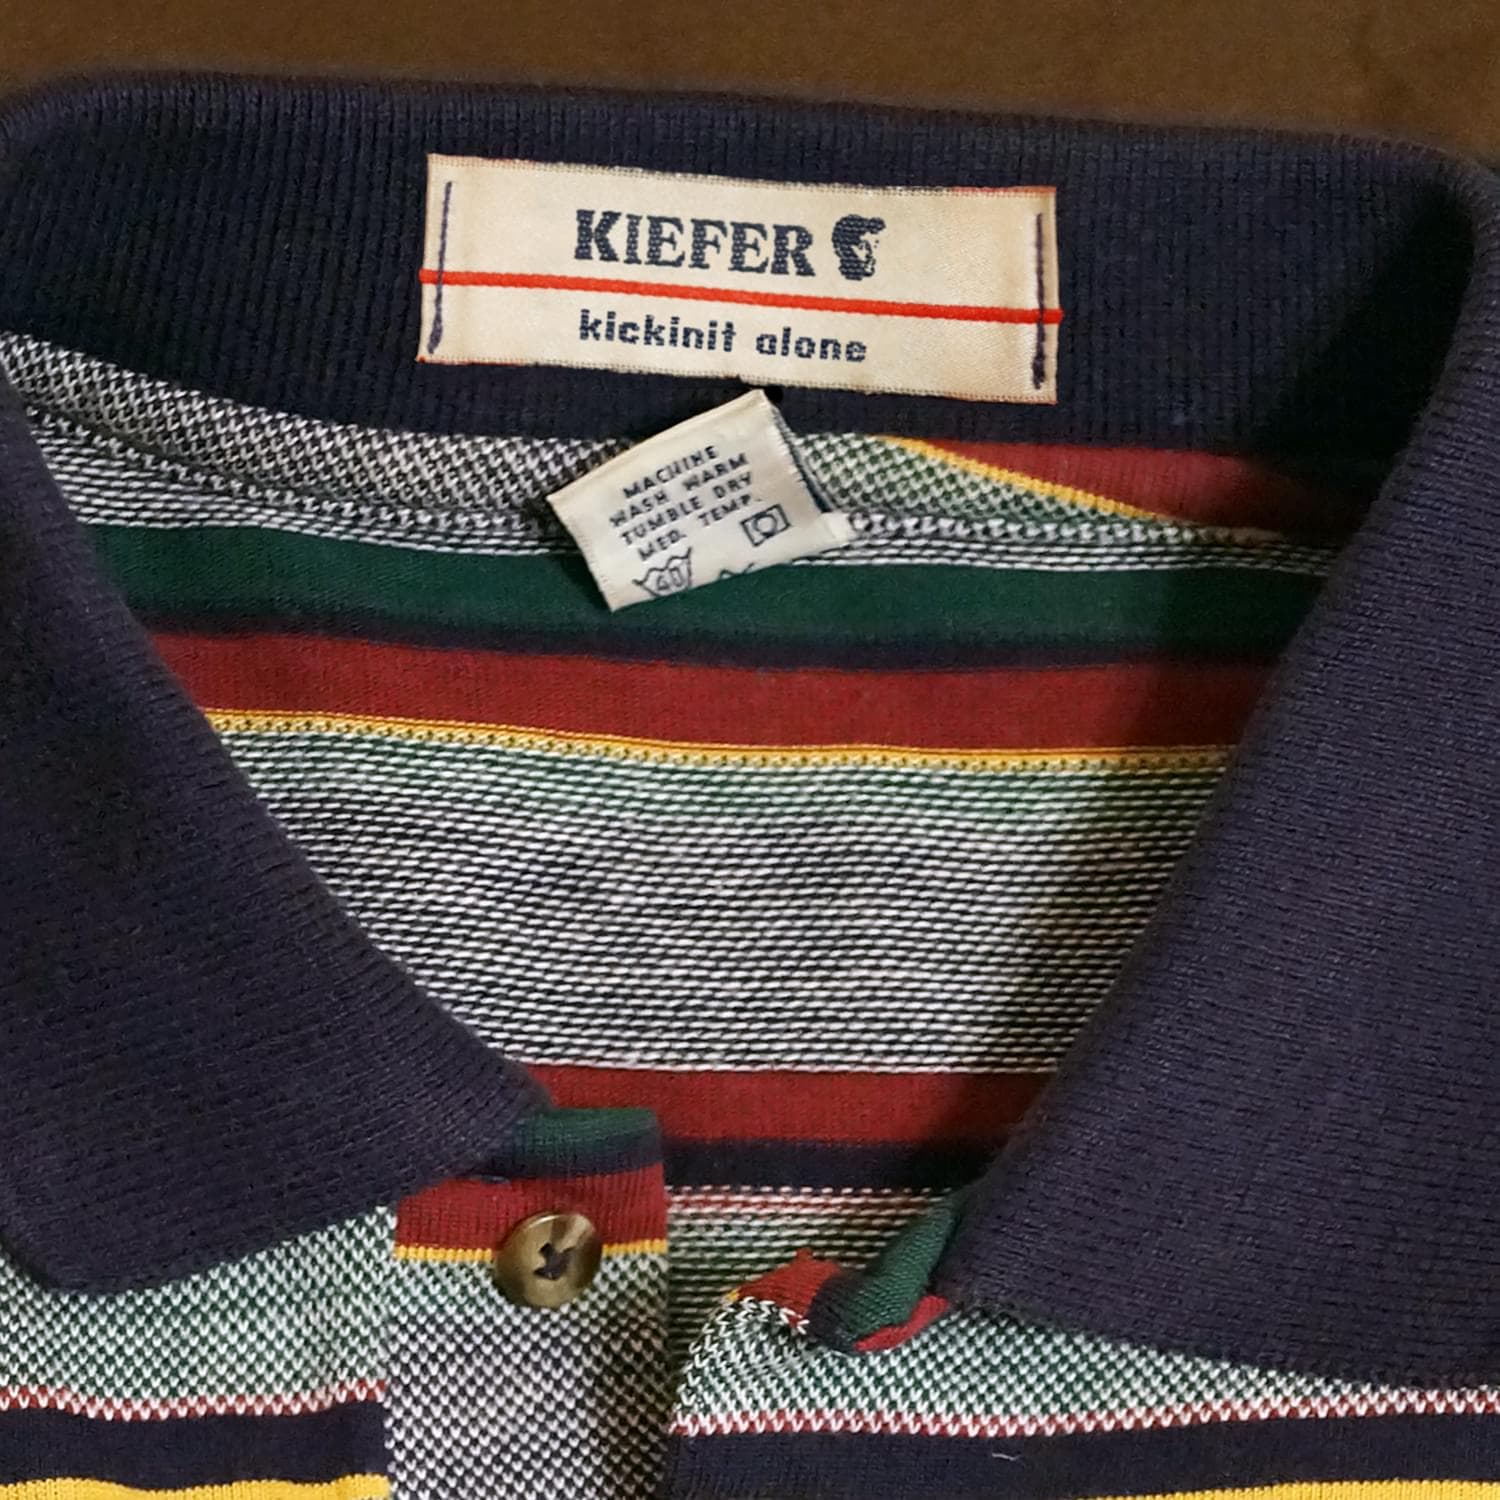 KIEFER
kickinit alone
MACHINE
WASH WARM
TUMBLE DRY
MED. TEMP.
40